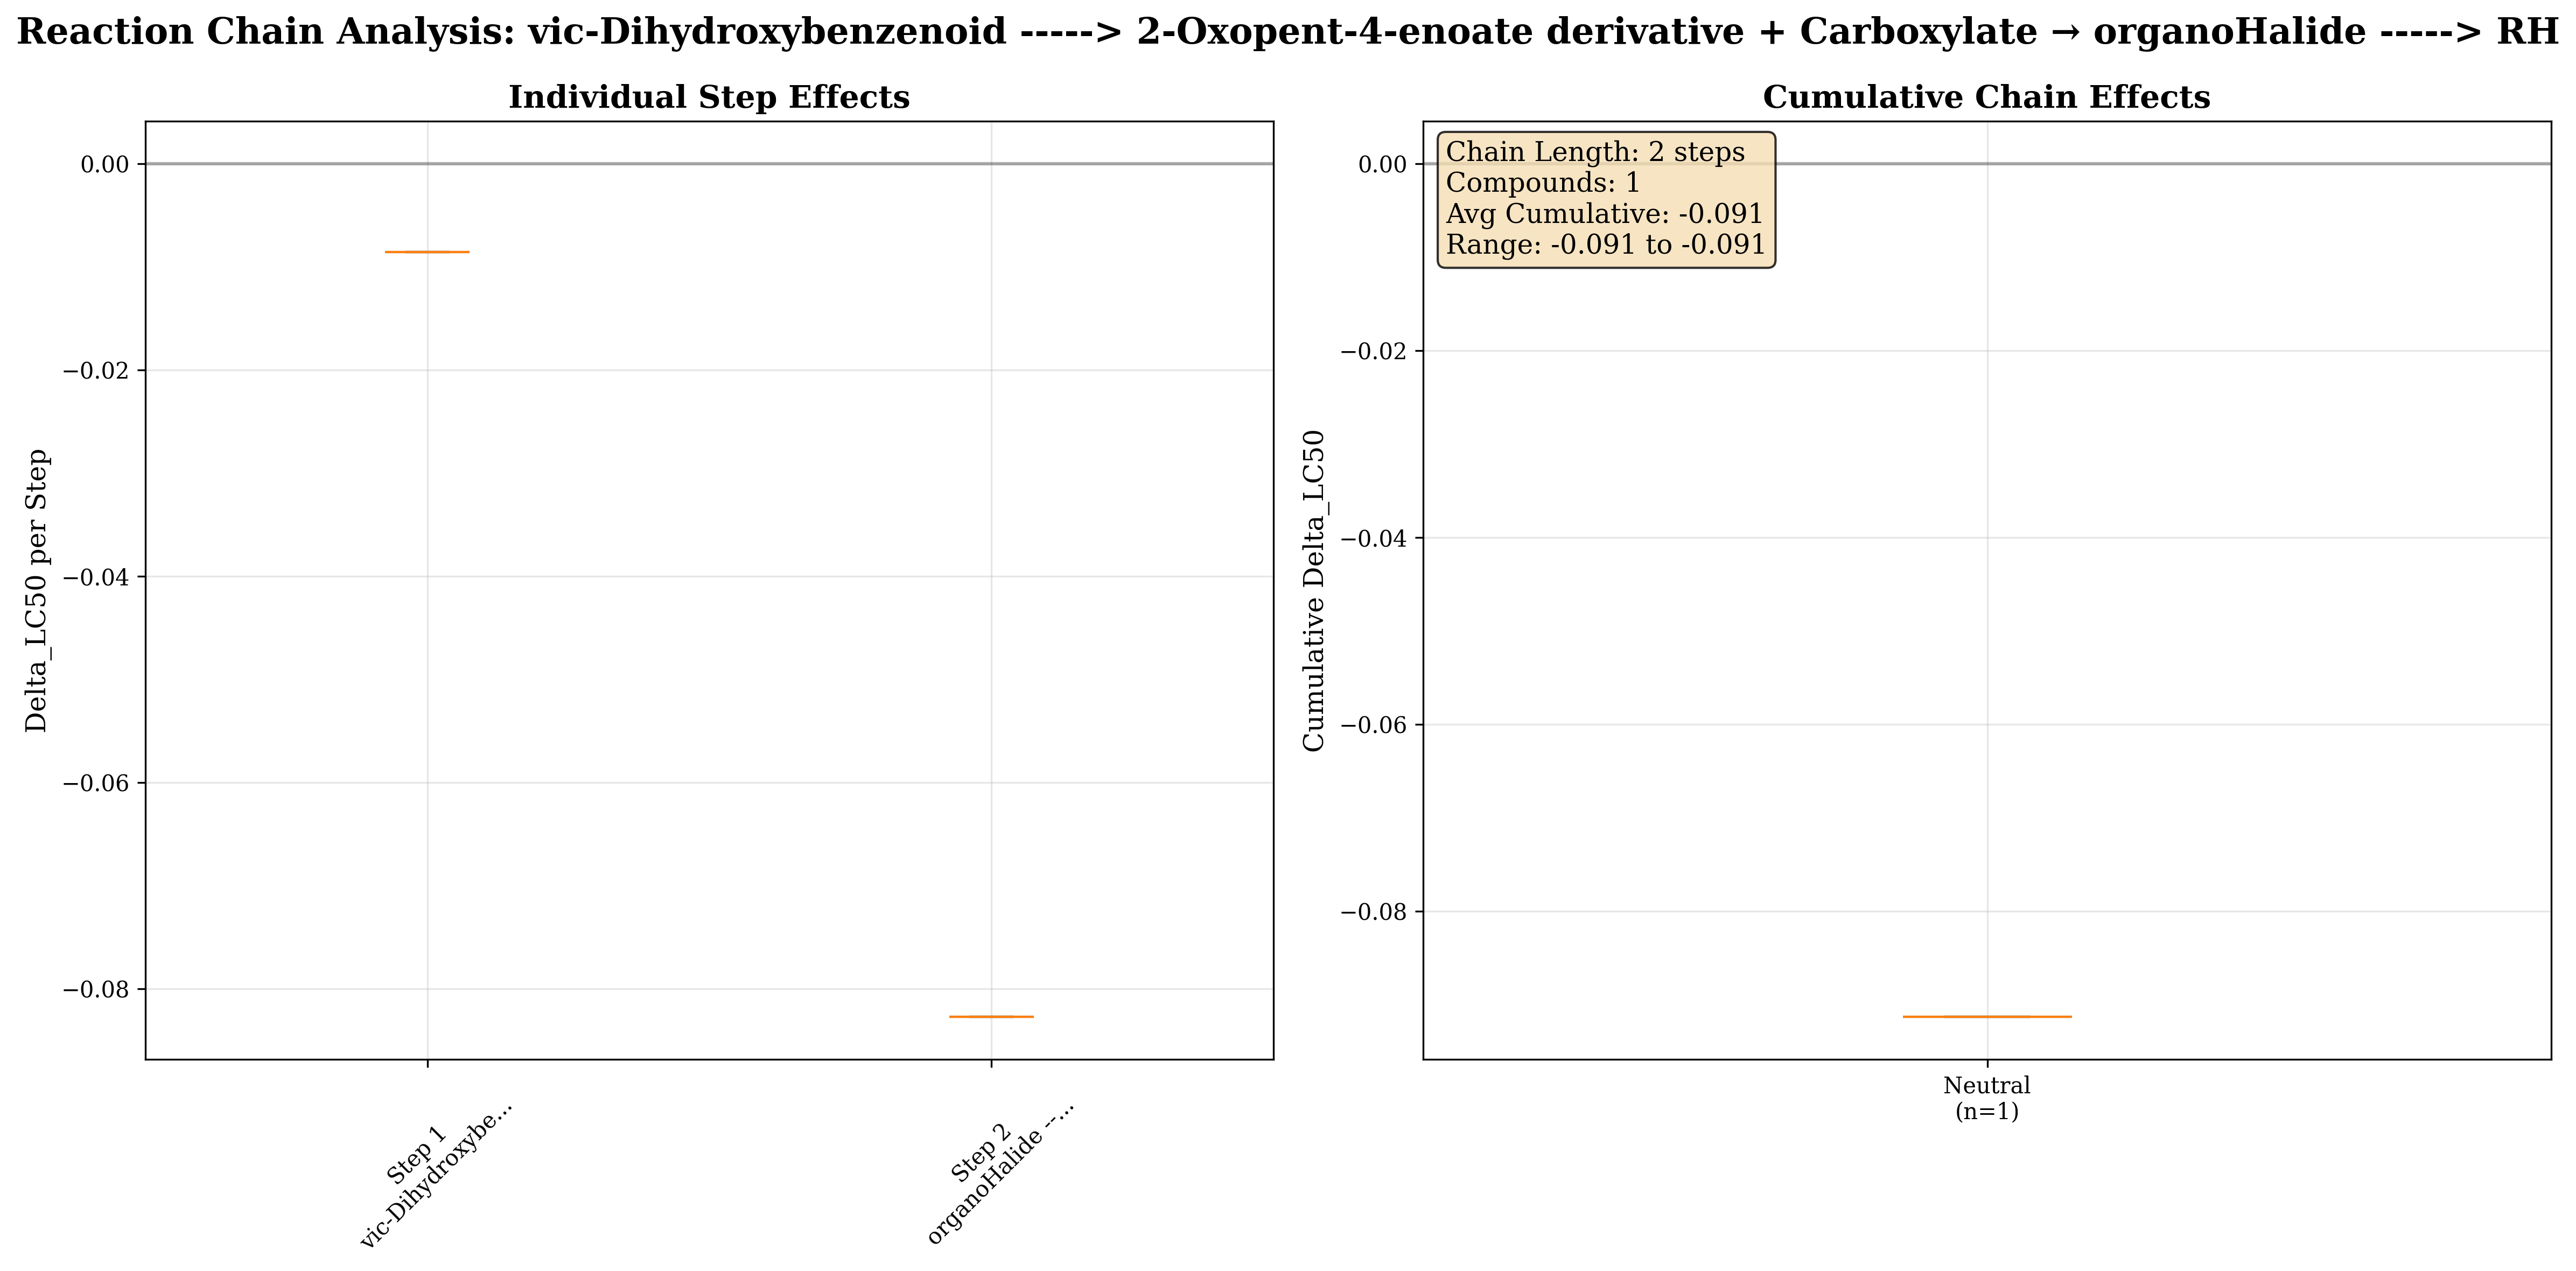 Reaction Chain Analysis: vic-Dihydroxybenzenoid -----> 2-Oxopent-4-enoate derivative + Carboxylate → organoHalide -----> RH
Individual Step Effects
Delta_LC50 per Step
0.00
−0.02
−0.04
−0.06
−0.08
Step 1
vic-Dihydroxybe...
Step 2
organoHalide --...
Cumulative Chain Effects
Cumulative Delta_LC50
0.00
−0.02
−0.04
−0.06
−0.08
Chain Length: 2 steps
Compounds: 1
Avg Cumulative: -0.091
Range: -0.091 to -0.091
Neutral
(n=1)